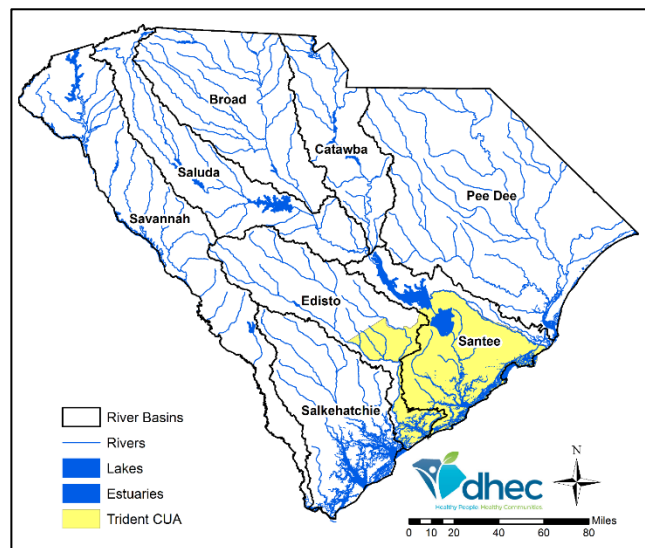 Broad
Catawba
Saluda
Pee Dee
Savannah
Edisto
Santee
Salkehatchie
River Basins
Rivers
Lakes
Estuaries
Trident CUA
dhec
Healthy People. Healthy Communities
N
0 10 20 40 60 80 Miles